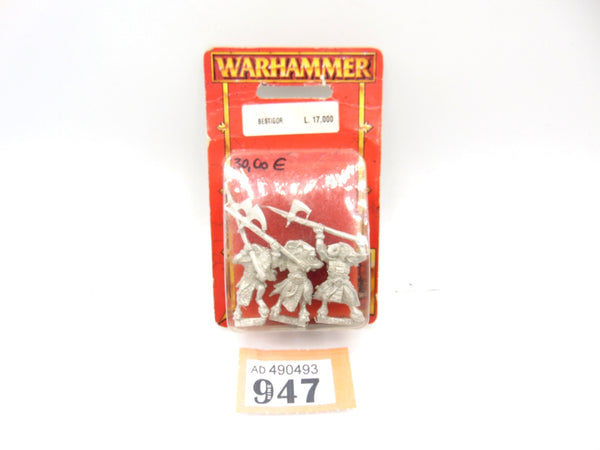 WARHAMMER
BESTIGOR L. 17.000
30,00 €
AD 490493
947